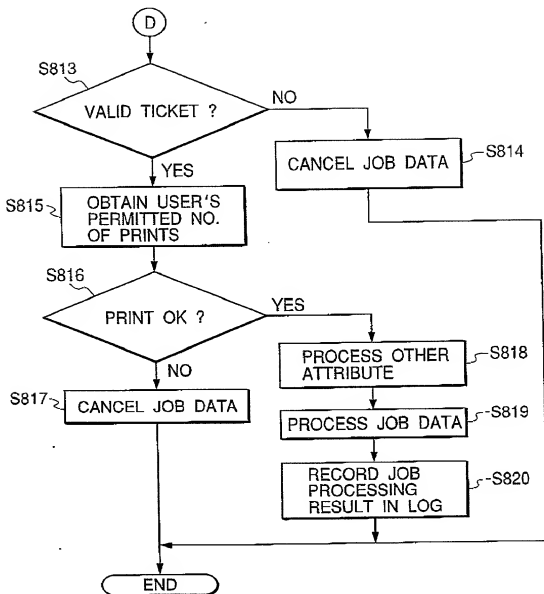 D
S813
VALID TICKET ?
NO
CANCEL JOB DATA
S814
YES
S815
OBTAIN USER'S
PERMITTED NO.
OF PRINTS
S816
PRINT OK ?
YES
PROCESS OTHER
ATTRIBUTE
S818
NO
S817
CANCEL JOB DATA
PROCESS JOB DATA
S819
RECORD JOB
PROCESSING
RESULT IN LOG
S820
END